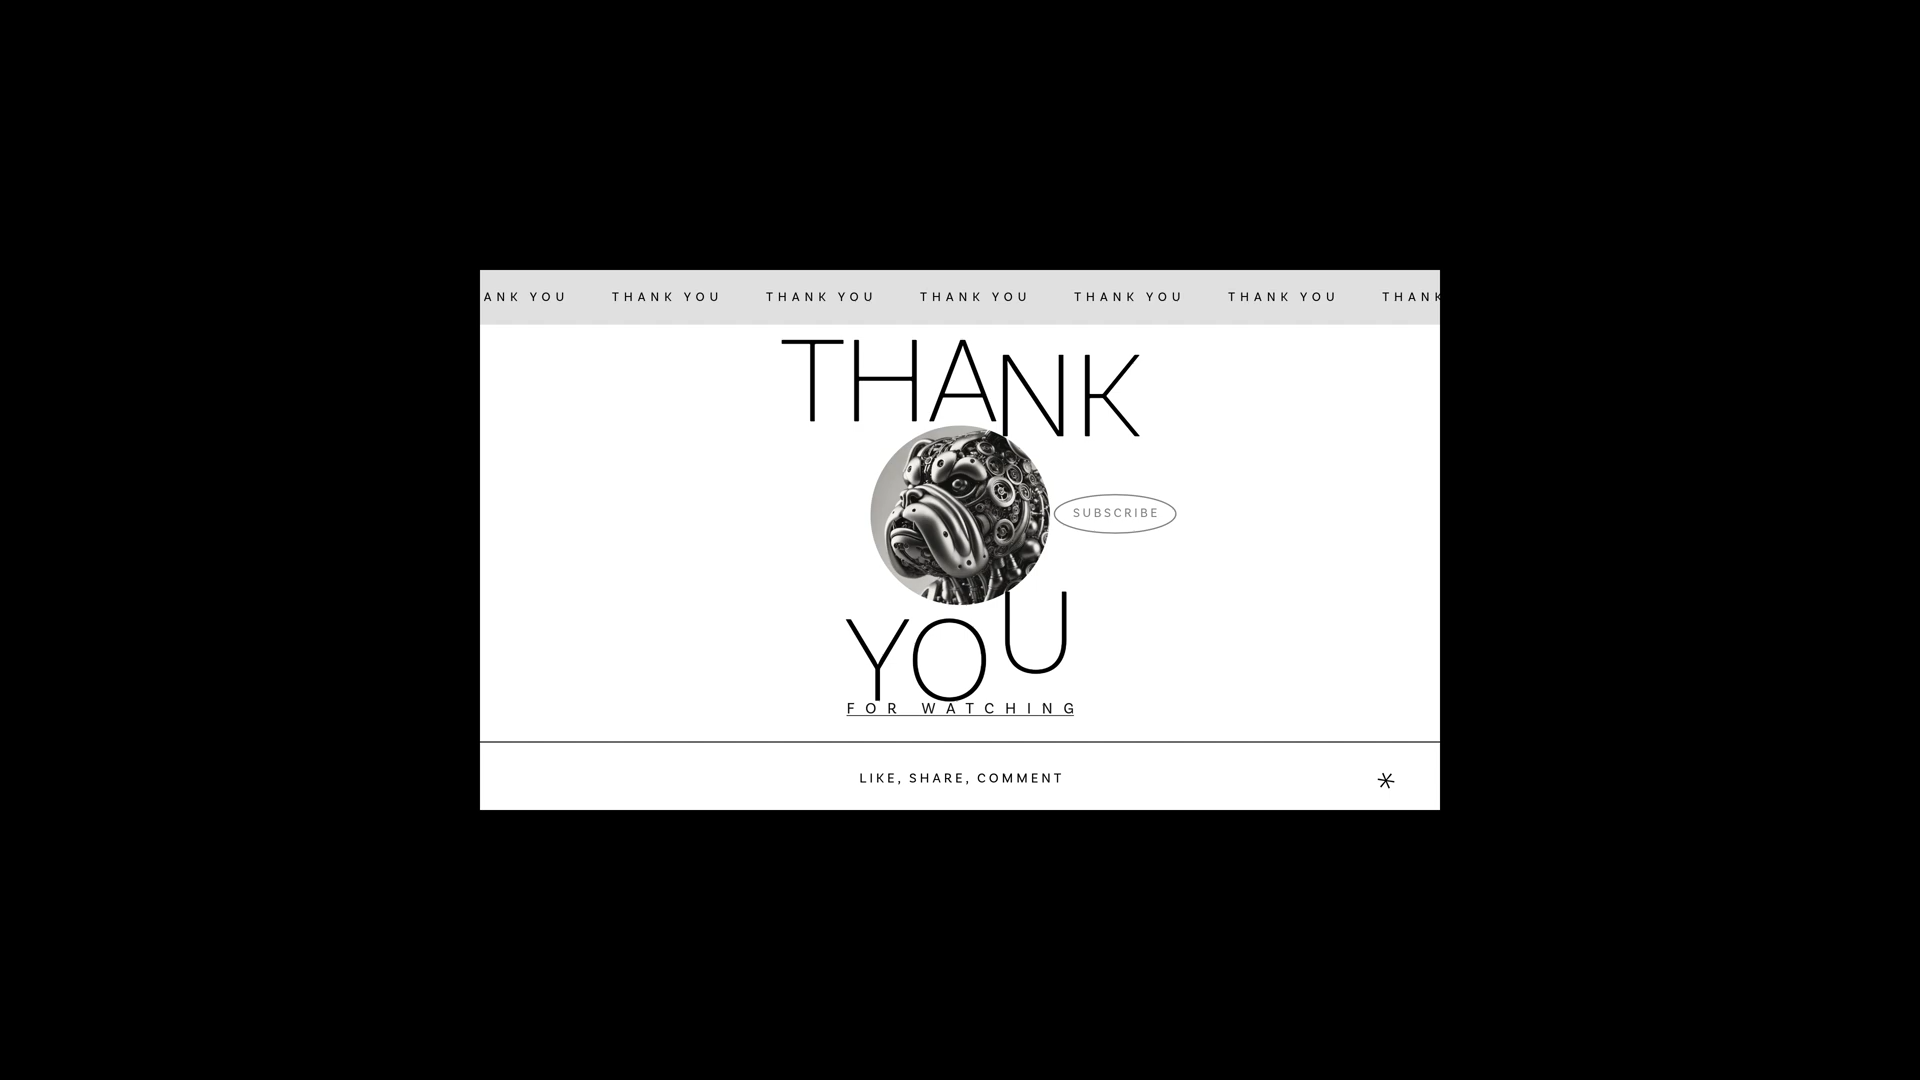 ANK YOU THANK YOU THANK YOU THANK YOU THANK YOU THANK YOU THANK
THANK
SUBSCRIBE
YOU
FOR WATCHING
LIKE, SHARE, COMMENT